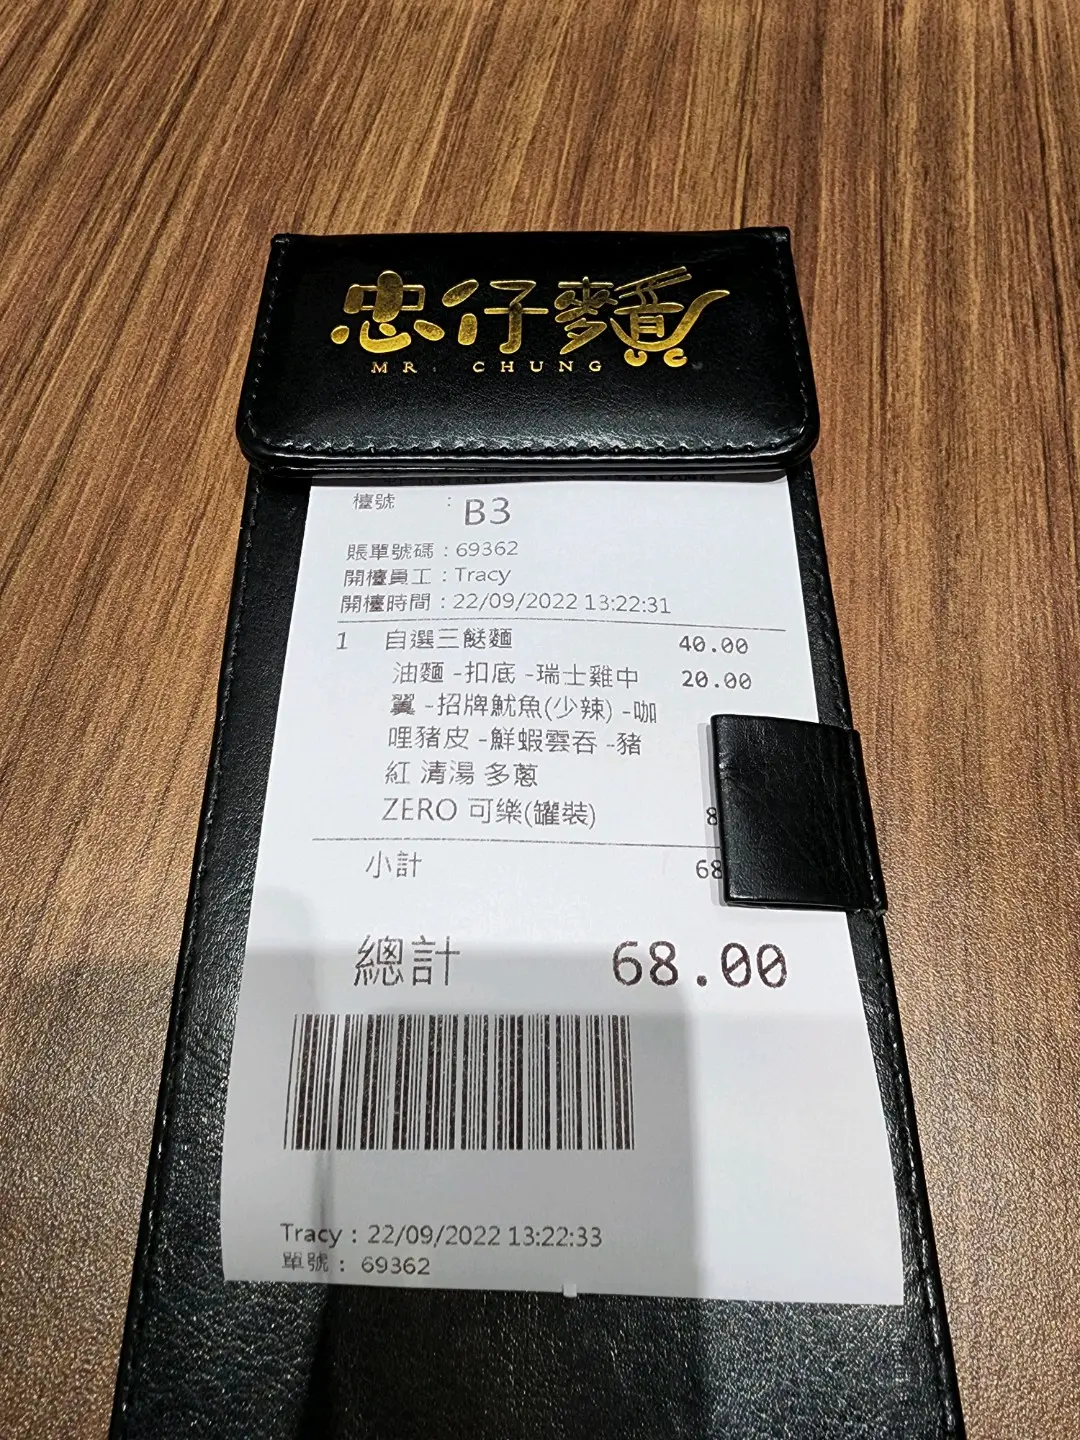 忠仔麵
MR. CHUNG
檯號 : B3
賬單號碼 : 69362
開檯員工 : Tracy
開檯時間 : 22/09/2022 13:22:31
1 自選三餸麵 40.00
油麵 -扣底 -瑞士雞中 20.00
翼 -招牌魷魚(少辣) -咖
哩豬皮 -鮮蝦雲吞 -豬
紅 清湯 多蔥
ZERO 可樂(罐裝) 8
小計 68
總計 68.00
Tracy : 22/09/2022 13:22:33
單號 : 69362